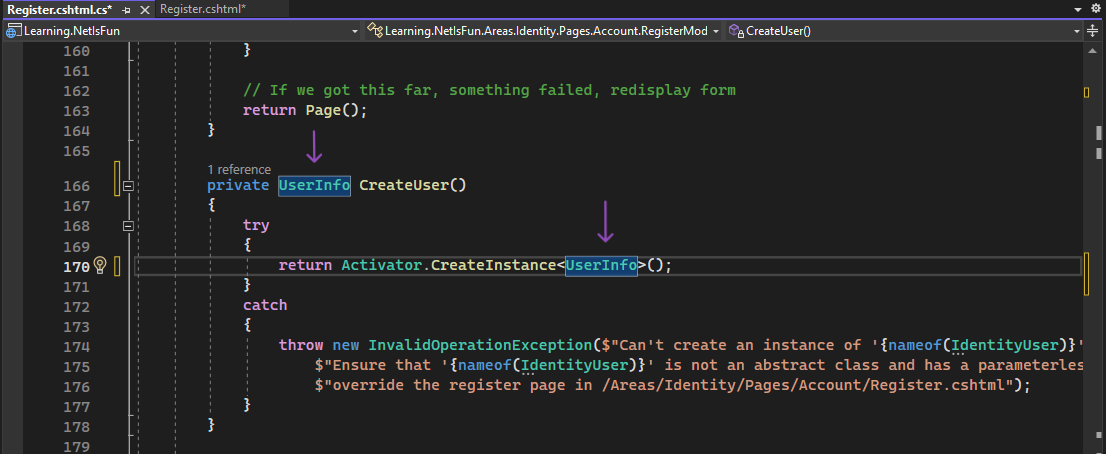 Register.cshtml.cs*
Register.cshtml*
Learning.NetIsFun
Learning.NetIsFun.Areas.Identity.Pages.Account.RegisterMod
CreateUser()
160 }
161
162 // If we got this far, something failed, redisplay form
163 return Page();
164 }
165
1 reference
166 private UserInfo CreateUser()
167 {
168 try
169 {
170 return Activator.CreateInstance<UserInfo>();
171 }
172 catch
173 {
174 throw new InvalidOperationException($"Can't create an instance of '{nameof(IdentityUser)}'
175 $"Ensure that '{nameof(IdentityUser)}' is not an abstract class and has a parameterles
176 $"override the register page in /Areas/Identity/Pages/Account/Register.cshtml");
177 }
178 }
179